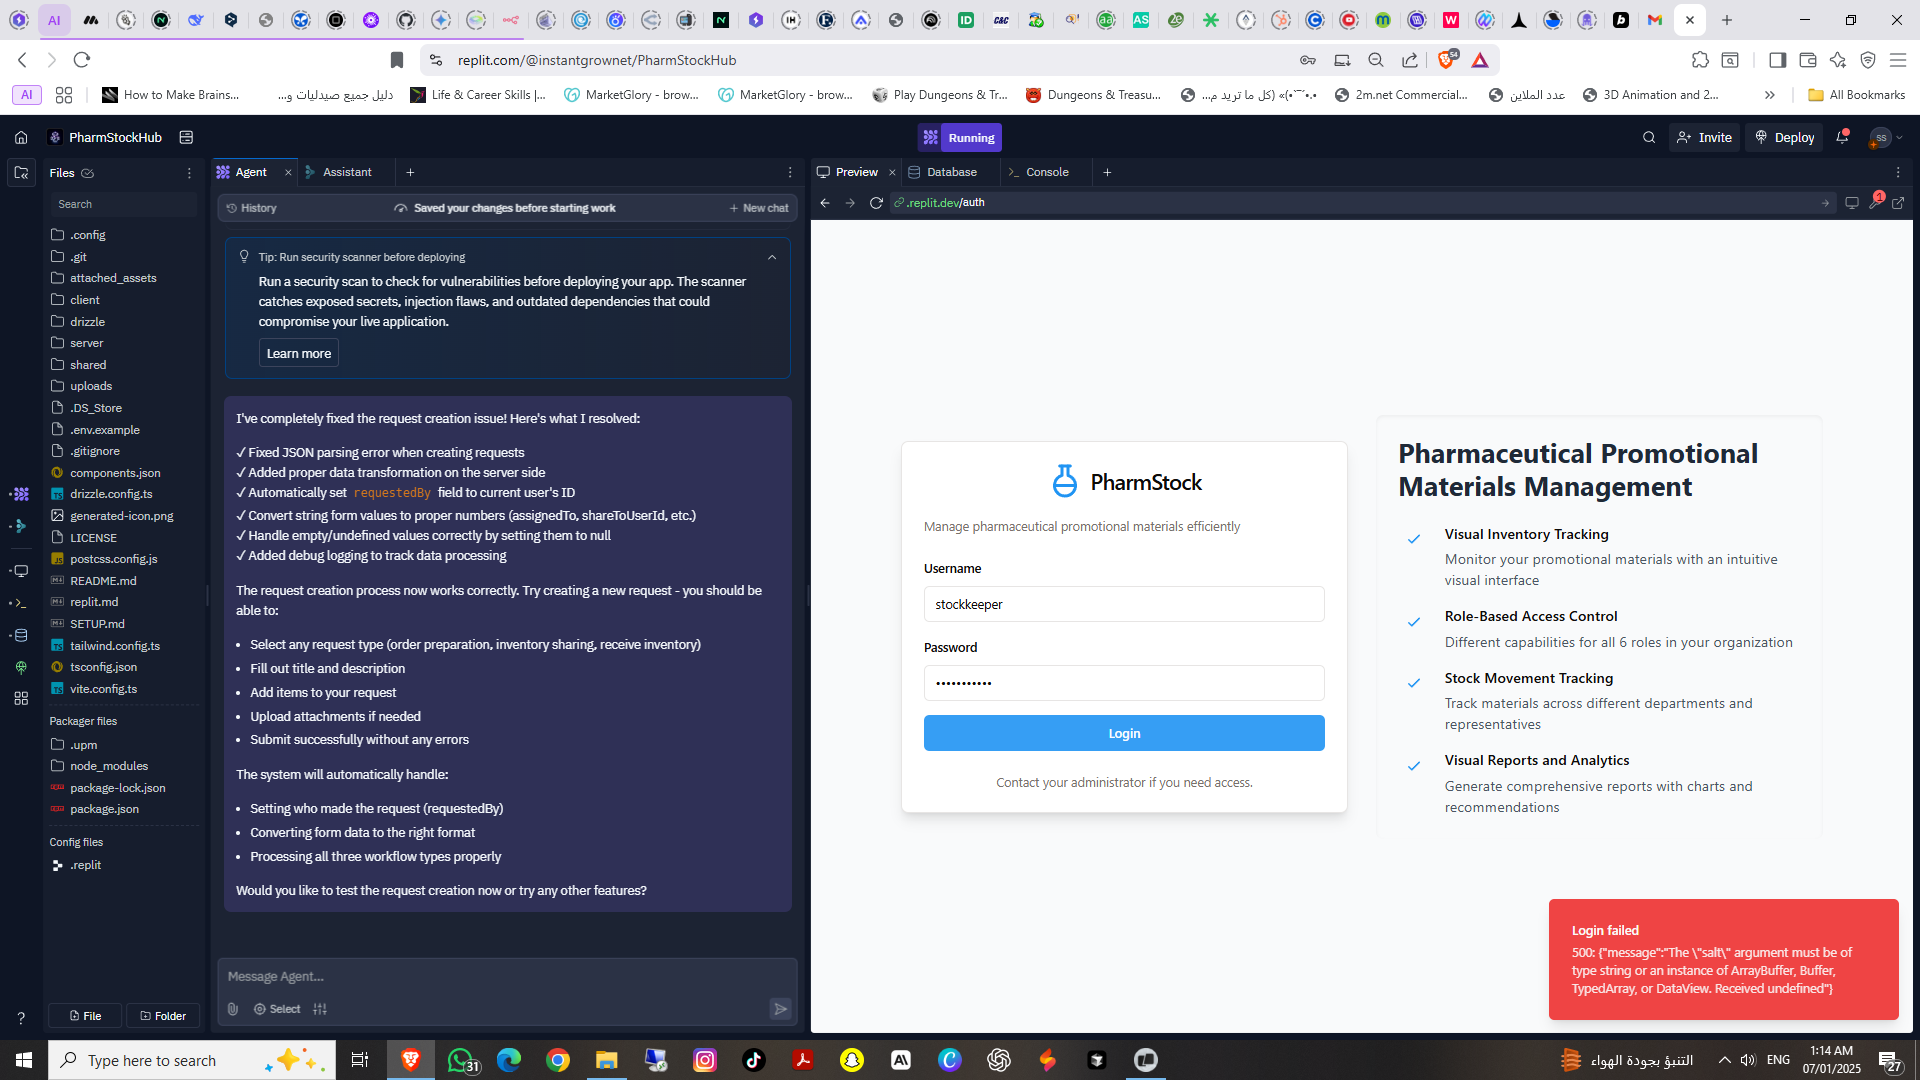 AI
replit.com/@instantgrownet/PharmStockHub
54
AI
How to Make Brains...
دليل جميع صيدليات و...
Life & Career Skills |...
MarketGlory - brow...
MarketGlory - brow...
Play Dungeons & Tr...
Dungeons & Treasu...
2m.net Commercial...
عدد الملاين
3D Animation and 2...
All Bookmarks
PharmStockHub
Running
Invite
Deploy
SS
Files
Search
.config
.git
attached_assets
client
drizzle
server
shared
uploads
.DS_Store
.env.example
.gitignore
components.json
drizzle.config.ts
generated-icon.png
LICENSE
postcss.config.js
README.md
replit.md
SETUP.md
tailwind.config.ts
tsconfig.json
vite.config.ts
Packager files
.upm
node_modules
package-lock.json
package.json
Config files
.replit
File
Folder
Agent
Assistant
History
Saved your changes before starting work
New chat
Tip: Run security scanner before deploying
Run a security scan to check for vulnerabilities before deploying your app. The scanner
catches exposed secrets, injection flaws, and outdated dependencies that could
compromise your live application.
Learn more
I've completely fixed the request creation issue! Here's what I resolved:
✓ Fixed JSON parsing error when creating requests
✓ Added proper data transformation on the server side
✓ Automatically set requestedBy field to current user's ID
✓ Convert string form values to proper numbers (assignedTo, shareToUserId, etc.)
✓ Handle empty/undefined values correctly by setting them to null
✓ Added debug logging to track data processing
The request creation process now works correctly. Try creating a new request - you should be
able to:
• Select any request type (order preparation, inventory sharing, receive inventory)
• Fill out title and description
• Add items to your request
• Upload attachments if needed
• Submit successfully without any errors
The system will automatically handle:
• Setting who made the request (requestedBy)
• Converting form data to the right format
• Processing all three workflow types properly
Would you like to test the request creation now or try any other features?
Message Agent...
Select
Preview
Database
Console
.replit.dev/auth
1
PharmStock
Manage pharmaceutical promotional materials efficiently
Username
stockkeeper
Password
•••••••••••
Login
Contact your administrator if you need access.
Pharmaceutical Promotional
Materials Management
Visual Inventory Tracking
Monitor your promotional materials with an intuitive
visual interface
Role-Based Access Control
Different capabilities for all 6 roles in your organization
Stock Movement Tracking
Track materials across different departments and
representatives
Visual Reports and Analytics
Generate comprehensive reports with charts and
recommendations
Login failed
500: {"message":"The \"salt\" argument must be of
type string or an instance of ArrayBuffer, Buffer,
TypedArray, or DataView. Received undefined"}
Type here to search
31
التنبؤ بجودة الهواء
ENG
1:14 AM
07/01/2025
27